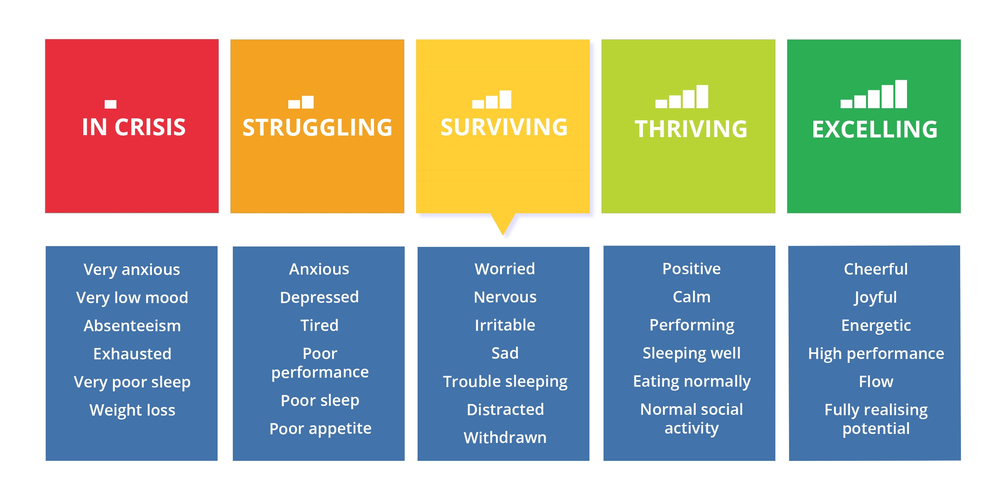 IN CRISIS
STRUGGLING
SURVIVING
THRIVING
EXCELLING
Very anxious
Very low mood
Absenteeism
Exhausted
Very poor sleep
Weight loss
Anxious
Depressed
Tired
Poor
performance
Poor sleep
Poor appetite
Worried
Nervous
Irritable
Sad
Trouble sleeping
Distracted
Withdrawn
Positive
Calm
Performing
Sleeping well
Eating normally
Normal social
activity
Cheerful
Joyful
Energetic
High performance
Flow
Fully realising
potential